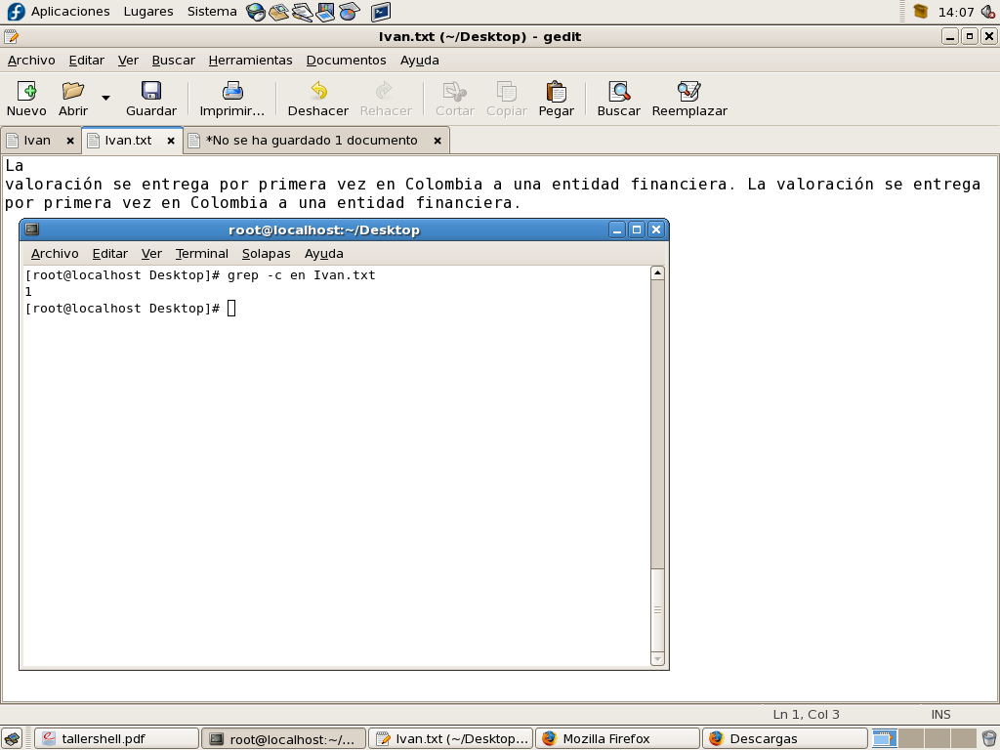 Aplicaciones Lugares Sistema 14:07
Ivan.txt (~/Desktop) - gedit
Archivo Editar Ver Buscar Herramientas Documentos Ayuda
Nuevo Abrir Guardar Imprimir... Deshacer Rehacer Cortar Copiar Pegar Buscar Reemplazar
Ivan Ivan.txt *No se ha guardado 1 documento
La
valoración se entrega por primera vez en Colombia a una entidad financiera. La valoración se entrega
por primera vez en Colombia a una entidad financiera.
root@localhost:~/Desktop
Archivo Editar Ver Terminal Solapas Ayuda
[root@localhost Desktop]# grep -c en Ivan.txt
1
[root@localhost Desktop]#
Ln 1, Col 3 INS
tallershell.pdf root@localhost:~/... Ivan.txt (~/Desktop... Mozilla Firefox Descargas